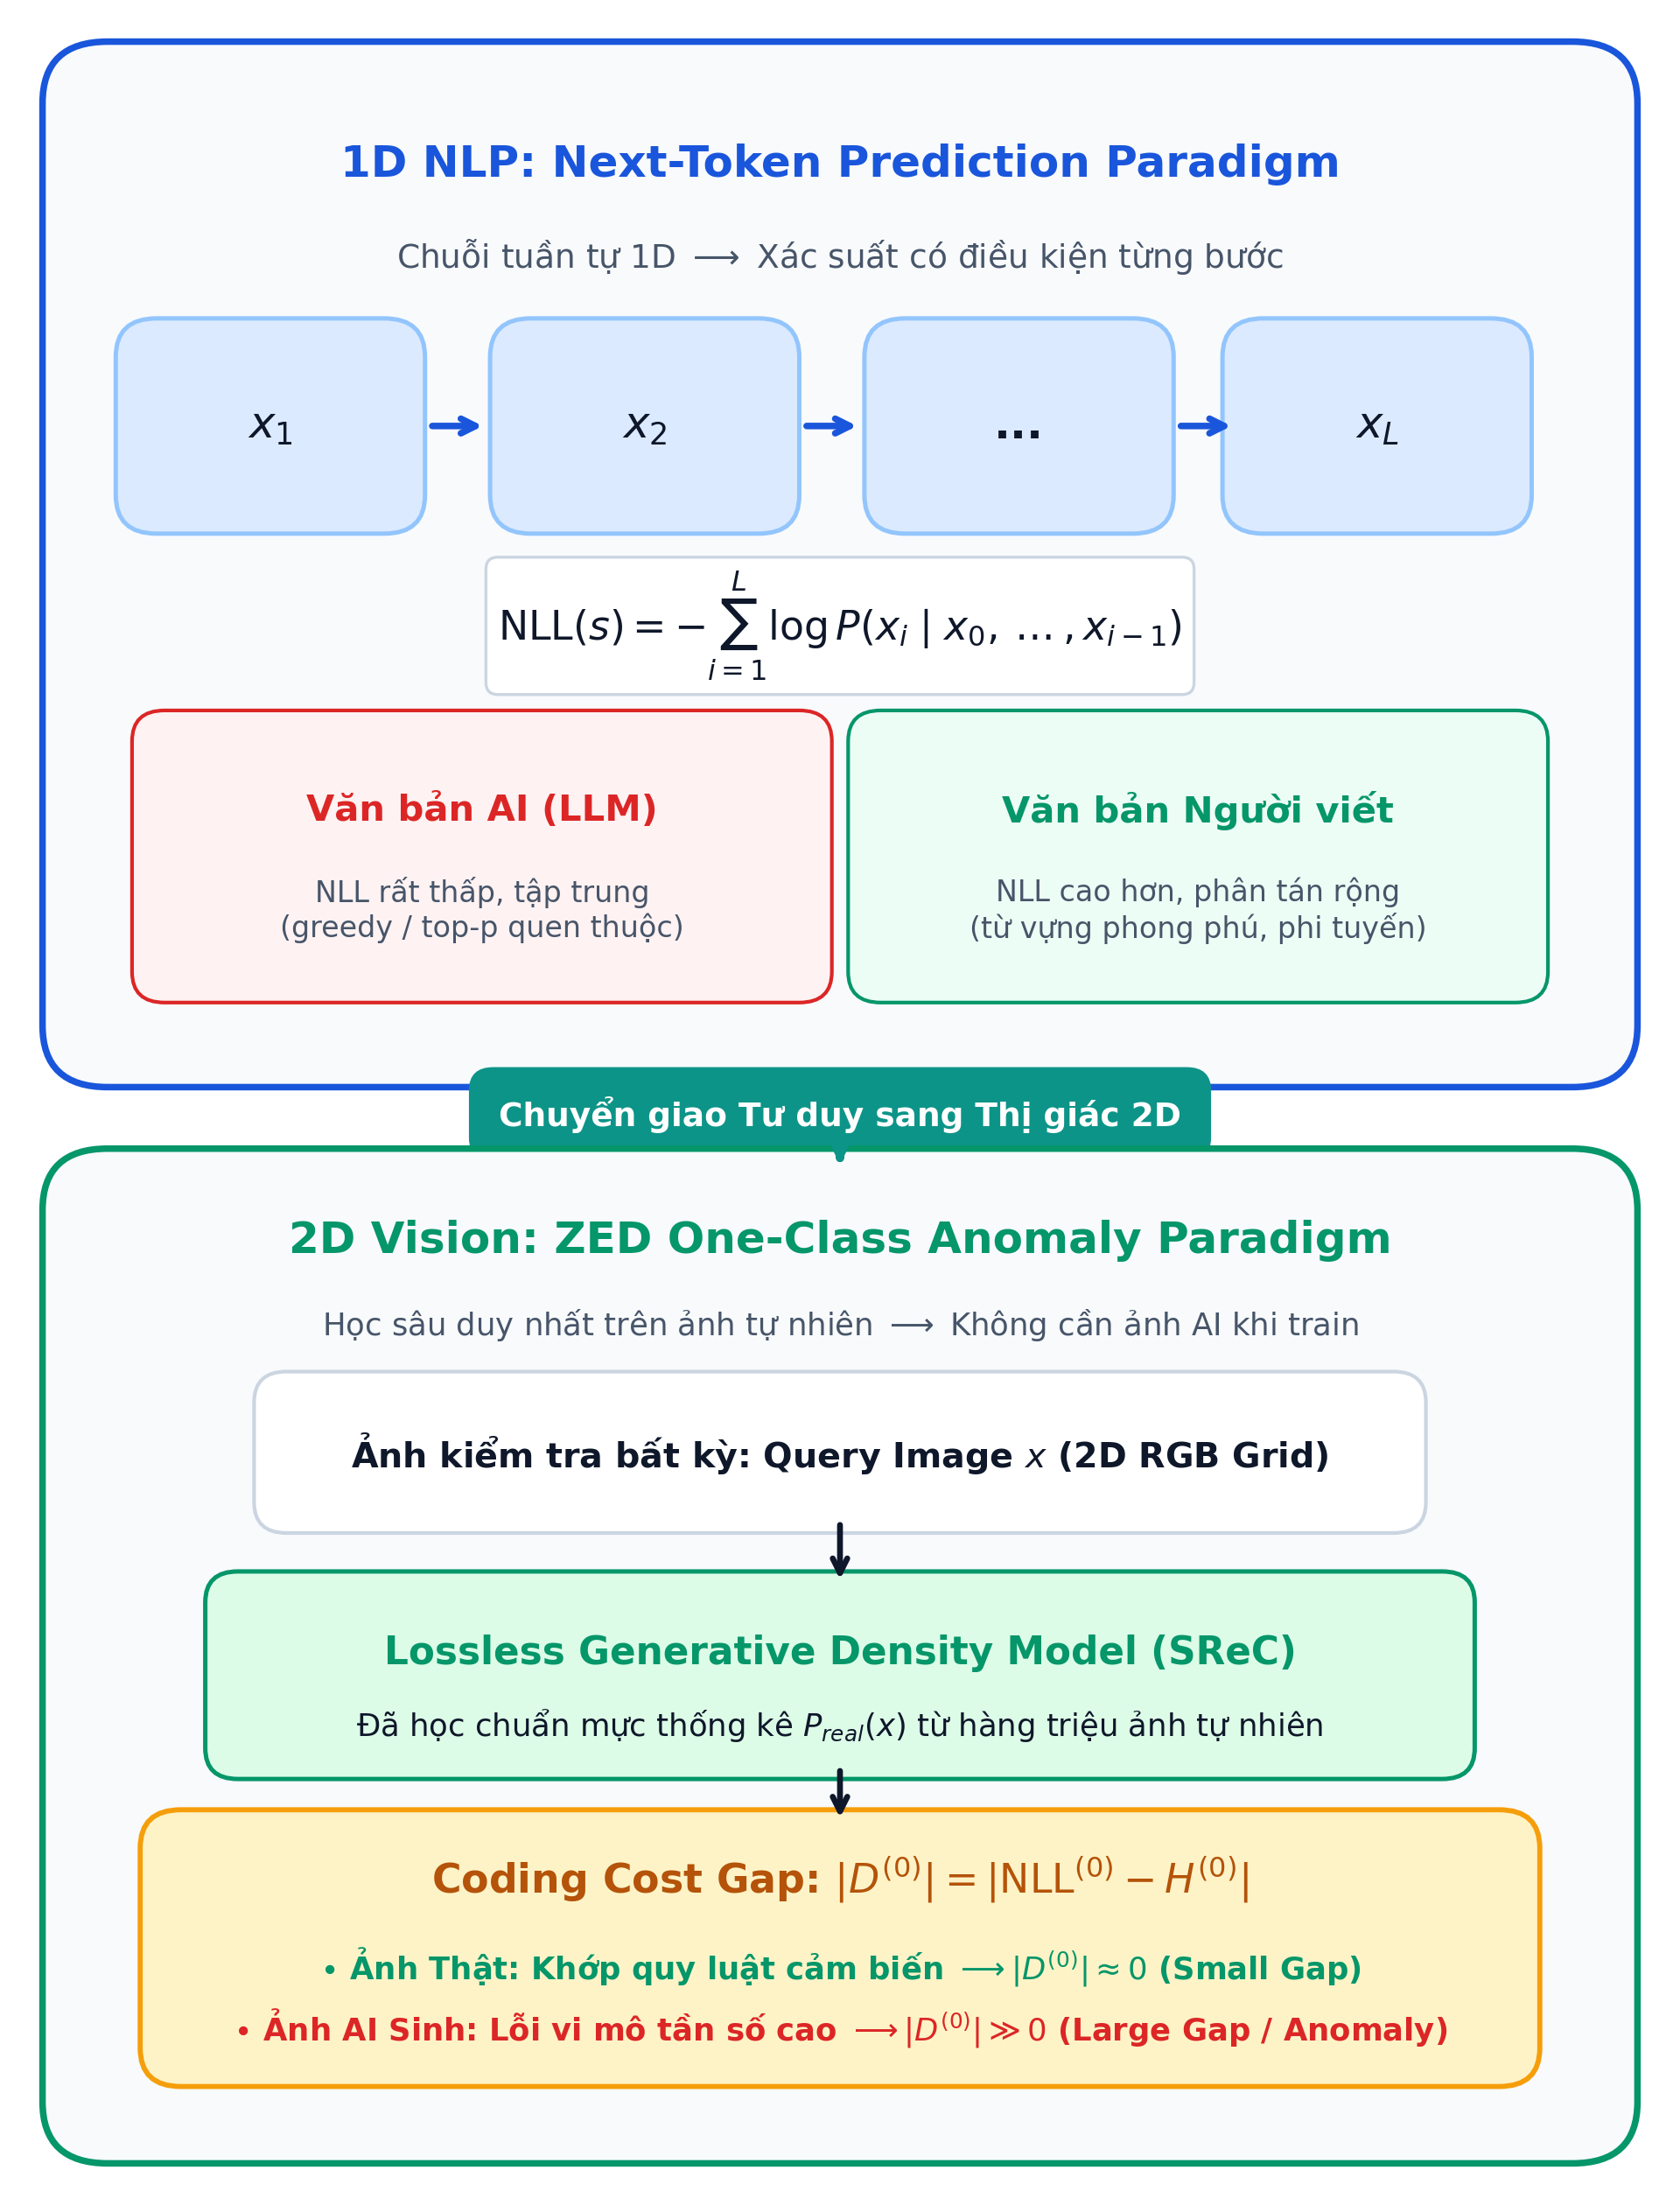 1D NLP: Next-Token Prediction Paradigm
Chuỗi tuần tự 1D ⟶ Xác suất có điều kiện từng bước
x₁
x₂
...
x_L
NLL(s) = −∑_{i=1}^{L} log P(x_i | x_0, … , x_{i−1})
Văn bản AI (LLM)
NLL rất thấp, tập trung
(greedy / top-p quen thuộc)
Văn bản Người viết
NLL cao hơn, phân tán rộng
(từ vựng phong phú, phi tuyến)
Chuyển giao Tư duy sang Thị giác 2D
2D Vision: ZED One-Class Anomaly Paradigm
Học sâu duy nhất trên ảnh tự nhiên ⟶ Không cần ảnh AI khi train
Ảnh kiểm tra bất kỳ: Query Image x (2D RGB Grid)
Lossless Generative Density Model (SReC)
Đã học chuẩn mực thống kê P_{real}(x) từ hàng triệu ảnh tự nhiên
Coding Cost Gap: |D^{(0)}| = |NLL^{(0)} − H^{(0)}|
• Ảnh Thật: Khớp quy luật cảm biến ⟶ |D^{(0)}| ≈ 0 (Small Gap)
• Ảnh AI Sinh: Lỗi vi mô tần số cao ⟶ |D^{(0)}| ≫ 0 (Large Gap / Anomaly)